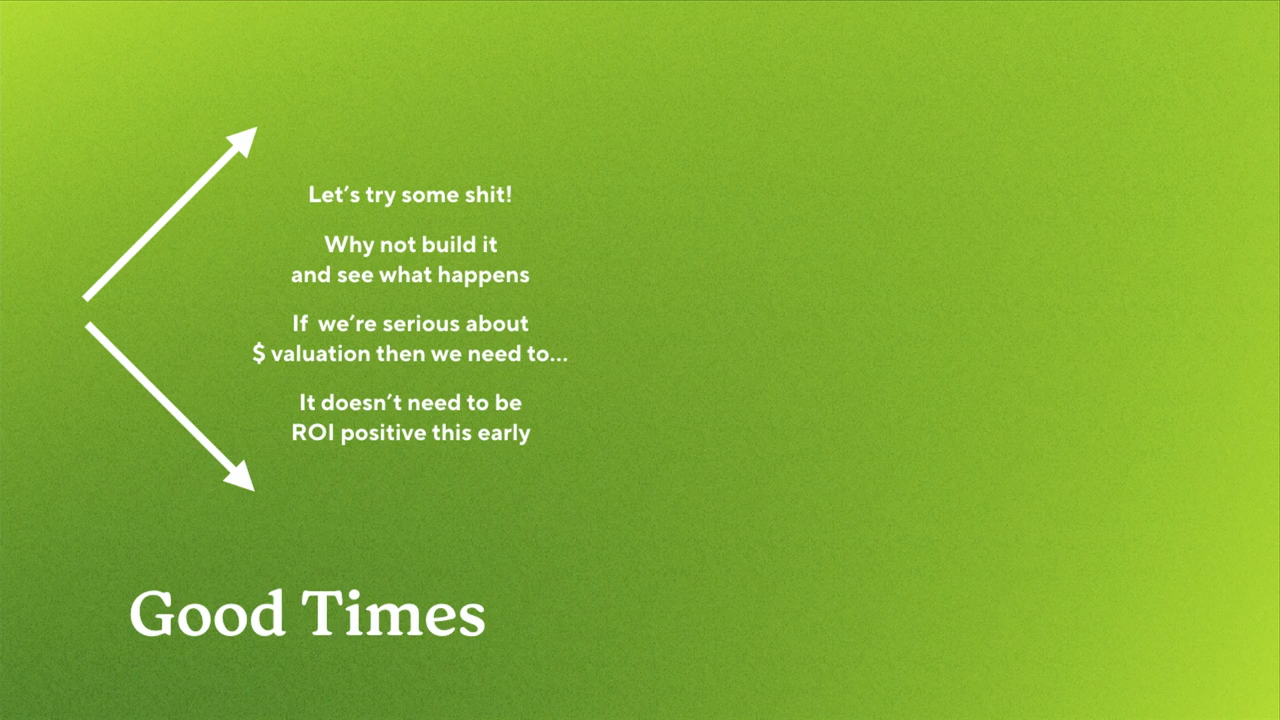 Let’s try some shit!
Why not build it
and see what happens
If  we’re serious about
$ valuation then we need to...
It doesn’t need to be
ROI positive this early
Good Times